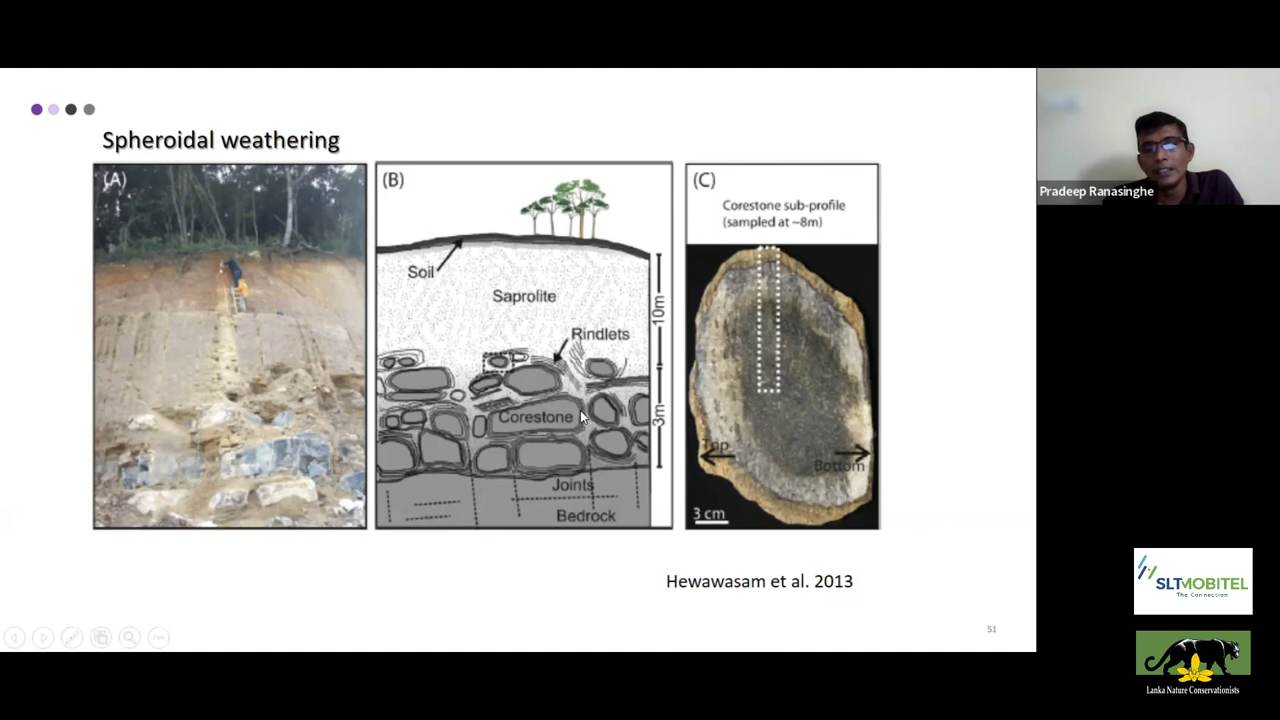 Spheroidal weathering
(A)
(B)
Soil
Saprolite
Rindlets
Corestone
Joints
Bedrock
10m
3m
(C)
Corestone sub-profile
(sampled at ~8m)
Top
Bottom
3 cm
Hewawasam et al. 2013
51
Pradeep Ranasinghe
SLTMOBITEL
The Connection
Lanka Nature Conservationists